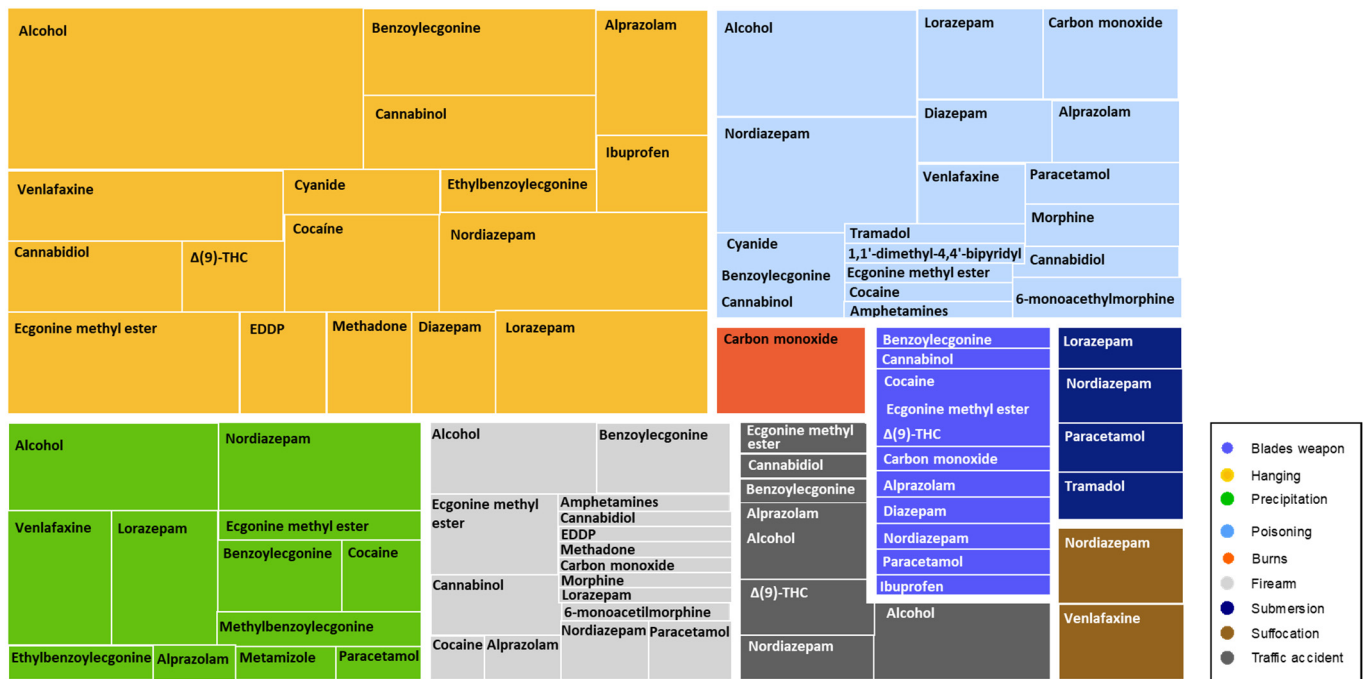 Alcohol
Benzoylecgonine
Alprazolam
Cannabinol
Ibuprofen
Venlafaxine
Cyanide
Ethylbenzoylecgonine
Cocaíne
Nordiazepam
Cannabidiol
Δ(9)-THC
Ecgonine methyl ester
EDDP
Methadone
Diazepam
Lorazepam
Alcohol
Lorazepam
Carbon monoxide
Nordiazepam
Diazepam
Alprazolam
Venlafaxine
Paracetamol
Morphine
Tramadol
Cyanide
1,1'-dimethyl-4,4'-bipyridyl
Cannabidiol
Benzoylecgonine
Ecgonine methyl ester
Cocaine
Cannabinol
Amphetamines
6-monoacethylmorphine
Carbon monoxide
Benzoylecgonine
Cannabinol
Cocaine
Ecgonine methyl ester
Δ(9)-THC
Carbon monoxide
Alprazolam
Diazepam
Nordiazepam
Paracetamol
Ibuprofen
Lorazepam
Nordiazepam
Paracetamol
Tramadol
Alcohol
Nordiazepam
Venlafaxine
Lorazepam
Ecgonine methyl ester
Benzoylecgonine
Cocaine
Methylbenzoylecgonine
Ethylbenzoylecgonine
Alprazolam
Metamizole
Paracetamol
Alcohol
Benzoylecgonine
Ecgonine methyl
ester
Amphetamines
Cannabidiol
EDDP
Methadone
Carbon monoxide
Cannabinol
Morphine
Lorazepam
6-monoacetilmorphine
Cocaine
Alprazolam
Nordiazepam
Paracetamol
Ecgonine methyl
ester
Cannabidiol
Benzoylecgonine
Alprazolam
Alcohol
Δ(9)-THC
Nordiazepam
Alcohol
Nordiazepam
Venlafaxine
Blades weapon
Hanging
Precipitation
Poisoning
Burns
Firearm
Submersion
Suffocation
Traffic accident